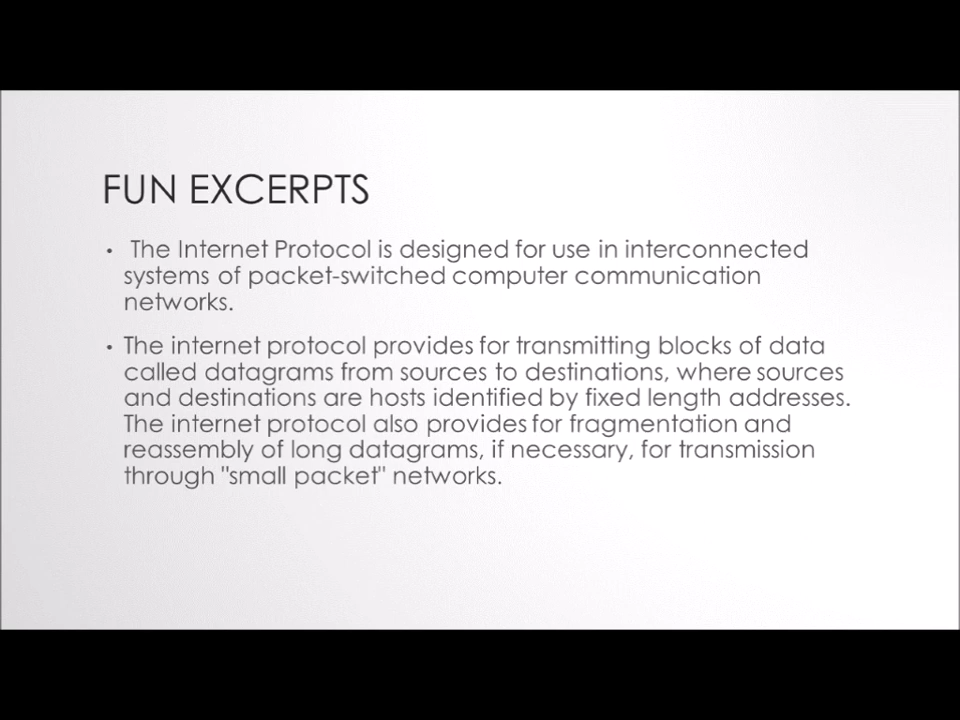 FUN EXCERPTS
• The Internet Protocol is designed for use in interconnected
systems of packet-switched computer communication
networks.
• The internet protocol provides for transmitting blocks of data
called datagrams from sources to destinations, where sources
and destinations are hosts identified by fixed length addresses.
The internet protocol also provides for fragmentation and
reassembly of long datagrams, if necessary, for transmission
through "small packet" networks.